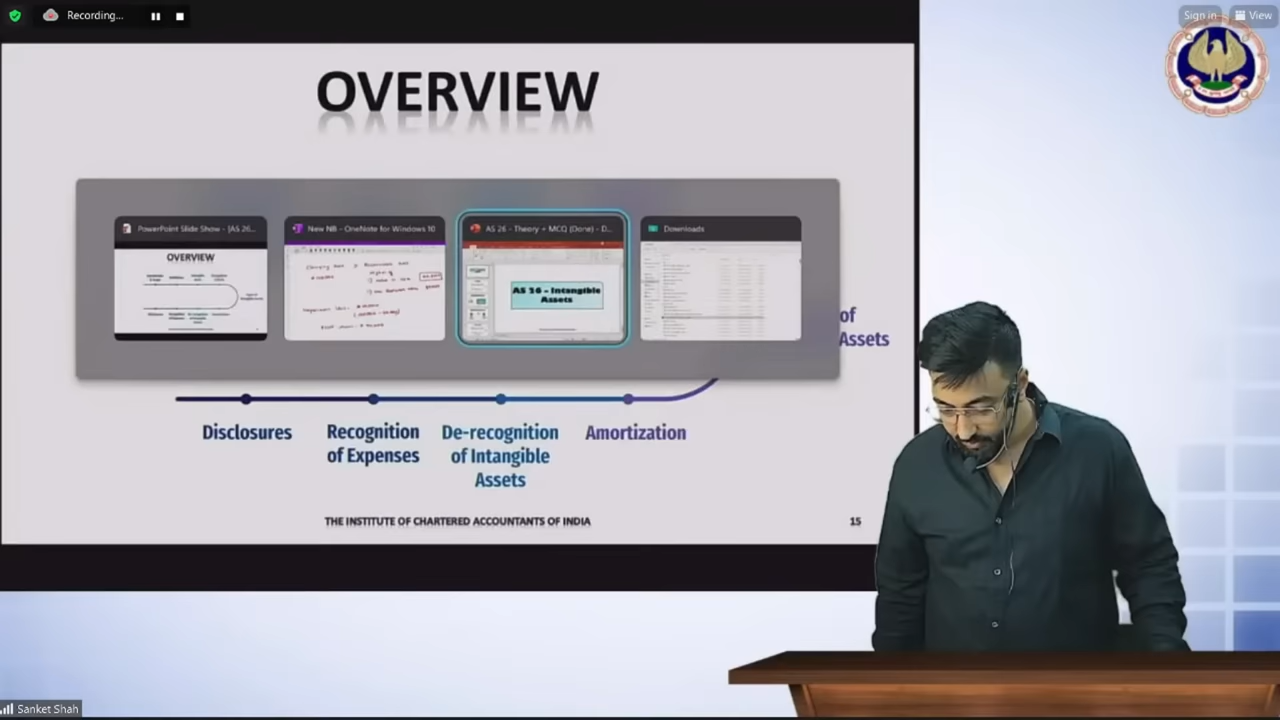 Recording...
Sign in
View
OVERVIEW
PowerPoint Slide Show - [AS 26...
New NB - OneNote for Windows 10
AS 26 - Theory + MCQ (Done) - D...
Downloads
OVERVIEW
AS 26 - Intangible
Assets
of
Assets
Disclosures
Recognition
of Expenses
De-recognition
of Intangible
Assets
Amortization
THE INSTITUTE OF CHARTERED ACCOUNTANTS OF INDIA
15
Sanket Shah